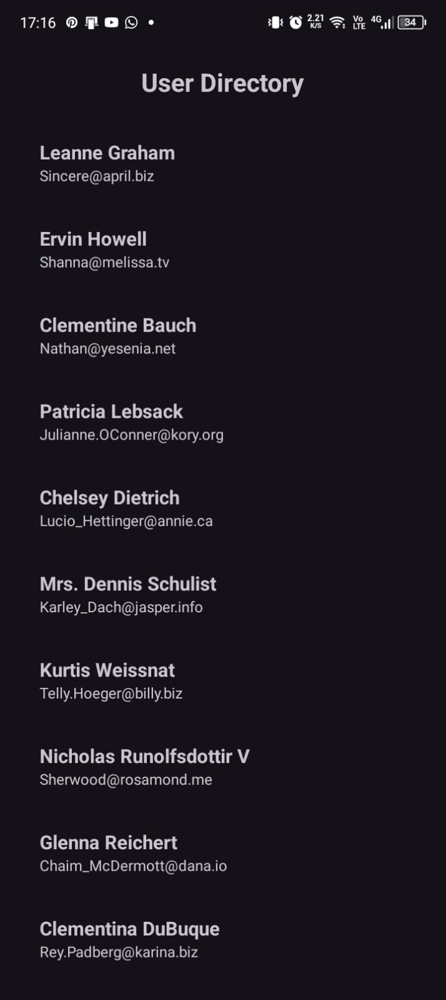 17:16 2.21 K/S Vo LTE 4G 34
User Directory
Leanne Graham
Sincere@april.biz
Ervin Howell
Shanna@melissa.tv
Clementine Bauch
Nathan@yesenia.net
Patricia Lebsack
Julianne.OConner@kory.org
Chelsey Dietrich
Lucio_Hettinger@annie.ca
Mrs. Dennis Schulist
Karley_Dach@jasper.info
Kurtis Weissnat
Telly.Hoeger@billy.biz
Nicholas Runolfsdottir V
Sherwood@rosamond.me
Glenna Reichert
Chaim_McDermott@dana.io
Clementina DuBuque
Rey.Padberg@karina.biz